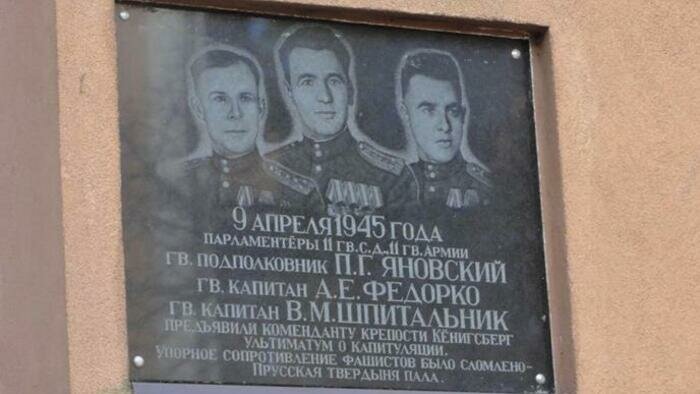 9 АПРЕЛЯ 1945 ГОДА
ПАРЛАМЕНТЁРЫ 11 ГВ.С.Д., 11 ГВ. АРМИИ
ГВ. ПОДПОЛКОВНИК П.Г. ЯНОВСКИЙ
ГВ. КАПИТАН А.Е. ФЕДОРКО
ГВ. КАПИТАН В.М. ШПИТАЛЬНИК
ПРЕДЪЯВИЛИ КОМЕНДАНТУ КРЕПОСТИ КЁНИГСБЕРГ
УЛЬТИМАТУМ О КАПИТУЛЯЦИИ.
УПОРНОЕ СОПРОТИВЛЕНИЕ ФАШИСТОВ БЫЛО СЛОМЛЕНО-
ПРУССКАЯ ТВЕРДЫНЯ ПАЛА.